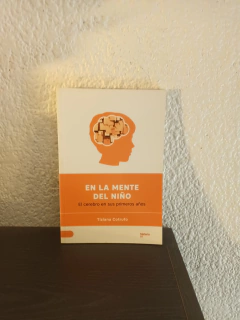 EN LA MENTE
DEL NIÑO
El cerebro en sus primeros años